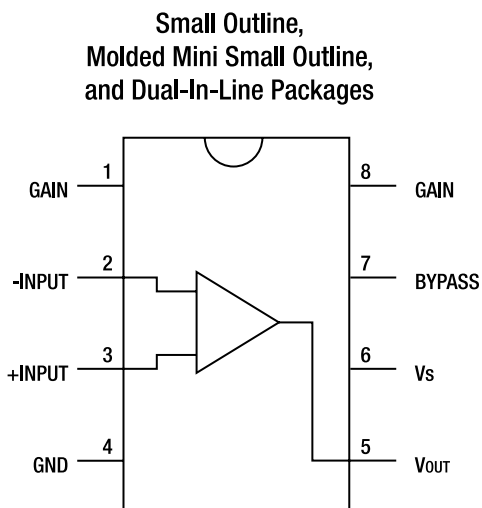 Small Outline,
Molded Mini Small Outline,
and Dual-In-Line Packages
GAIN 1
8 GAIN
-INPUT 2
7 BYPASS
+INPUT 3
6 Vs
GND 4
5 VOUT